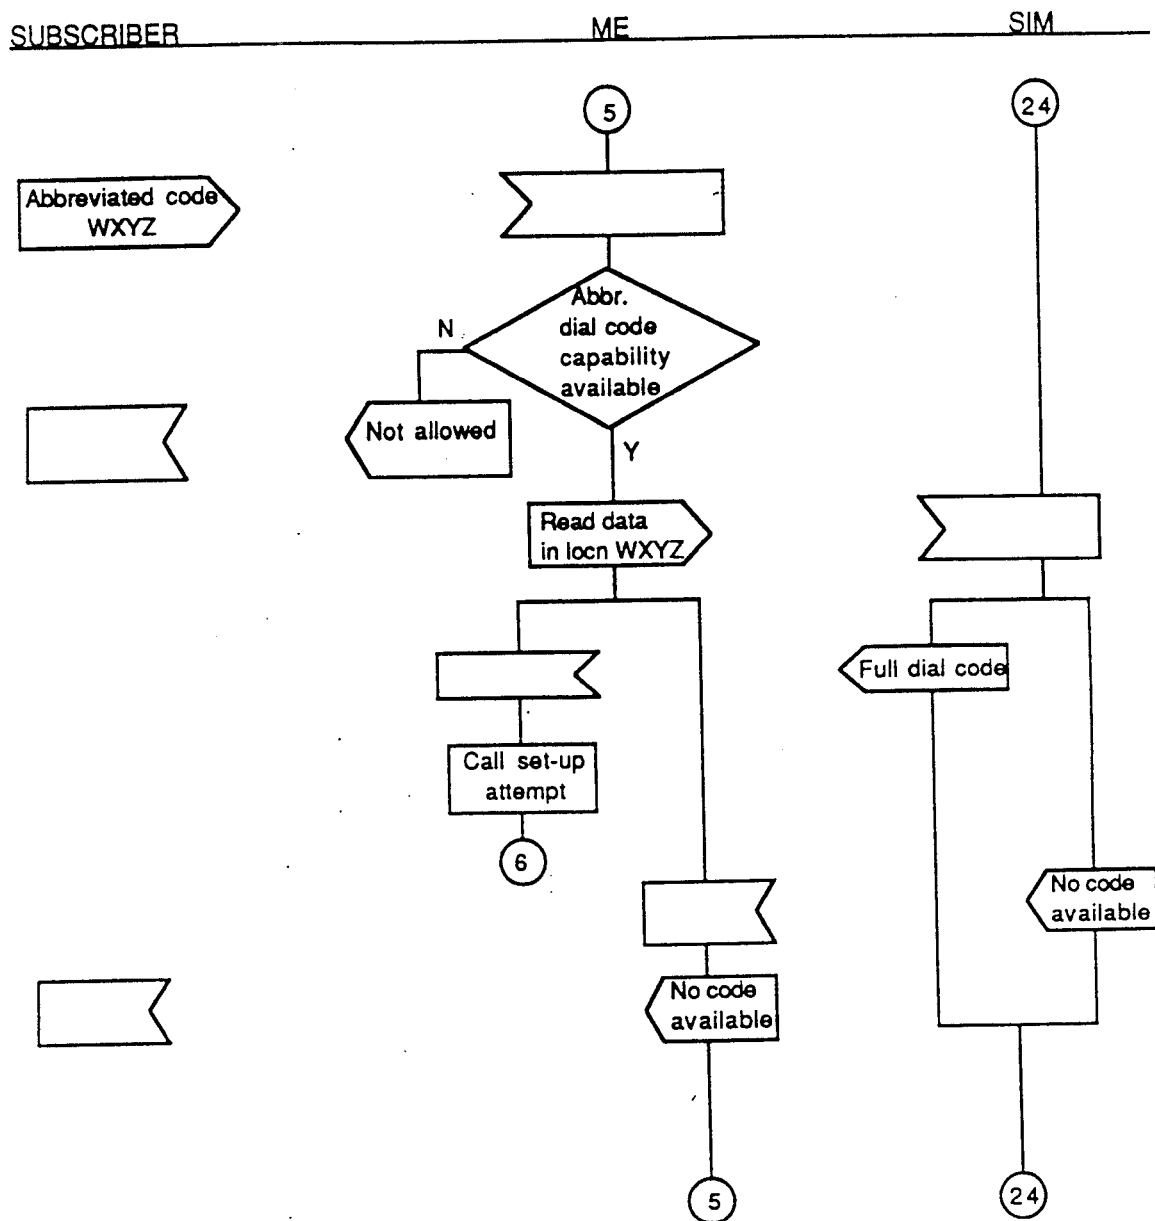 SUBSCRIBER
ME
SIM
5
24
Abbreviated code
WXYZ
Abbr.
dial code
capability
available
N
Not allowed
Y
Read data
in locn WXYZ
Full dial code
Call set-up
attempt
6
No code
available
No code
available
5
24